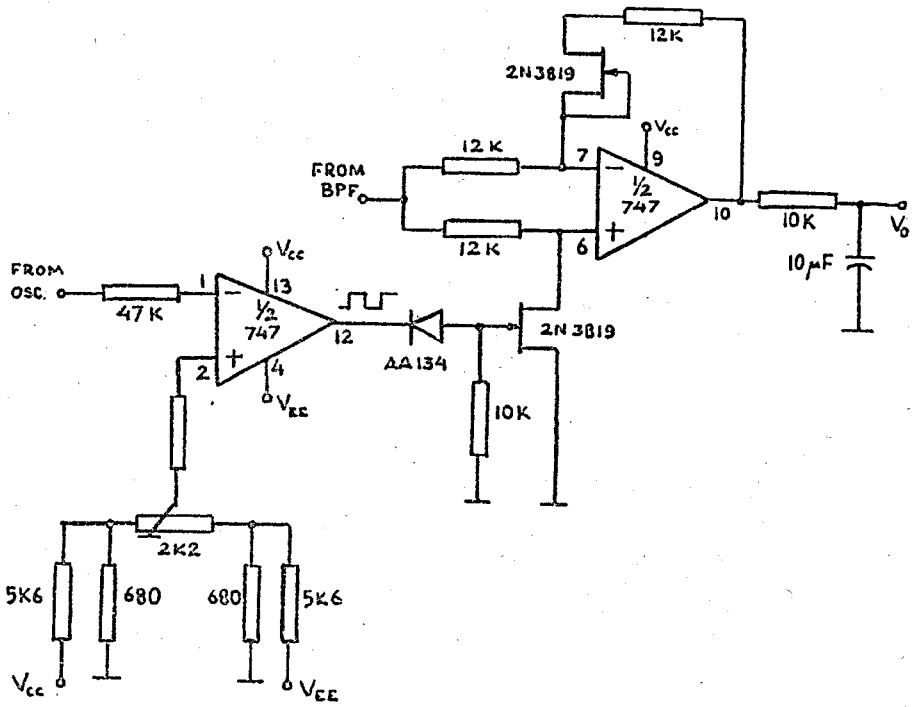 12K
2N3819
Vcc
12K
7
−
9
FROM
BPF
1/2
747
10
10K
Vo
12K
6
+
10µF
Vcc
FROM
OSC.
1
−
13
47K
1/2
747
12
2N3819
AA134
2
+
4
VEE
10K
2K2
5K6
680
680
5K6
Vcc
VEE